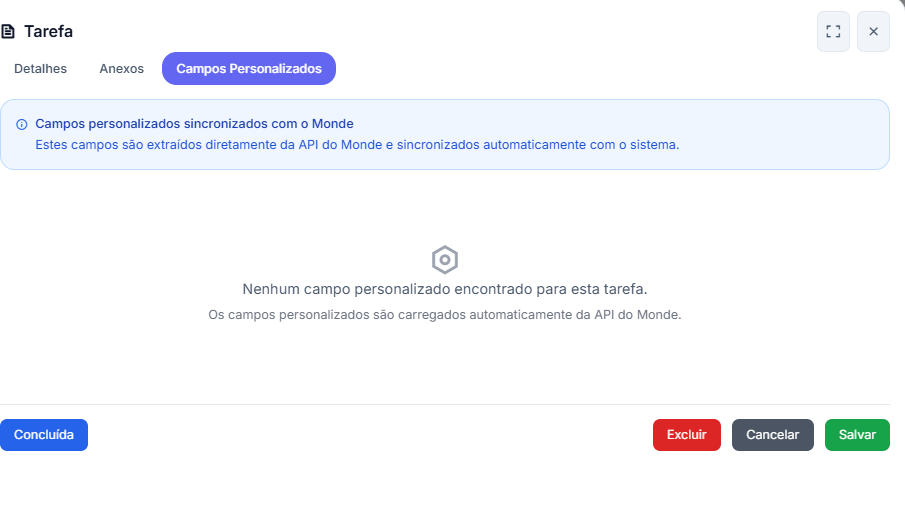 Tarefa
Detalhes
Anexos
Campos Personalizados
Campos personalizados sincronizados com o Monde
Estes campos são extraídos diretamente da API do Monde e sincronizados automaticamente com o sistema.
Nenhum campo personalizado encontrado para esta tarefa.
Os campos personalizados são carregados automaticamente da API do Monde.
Concluída
Excluir
Cancelar
Salvar